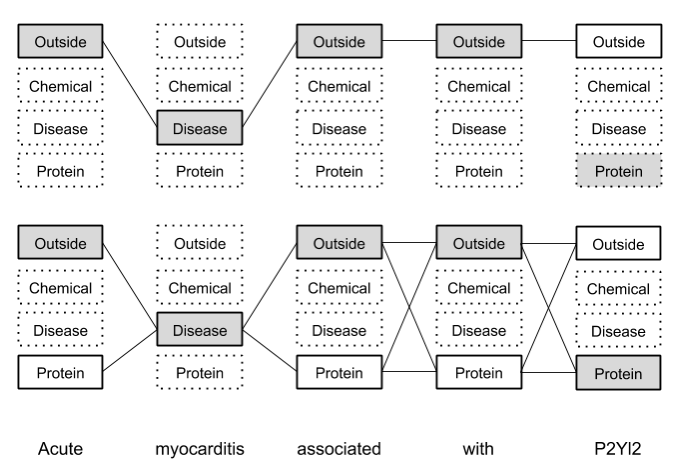 Outside Outside Outside Outside Outside
Chemical Chemical Chemical Chemical Chemical
Disease Disease Disease Disease Disease
Protein Protein Protein Protein Protein
Outside Outside Outside Outside Outside
Chemical Chemical Chemical Chemical Chemical
Disease Disease Disease Disease Disease
Protein Protein Protein Protein Protein
Acute myocarditis associated with P2Yl2